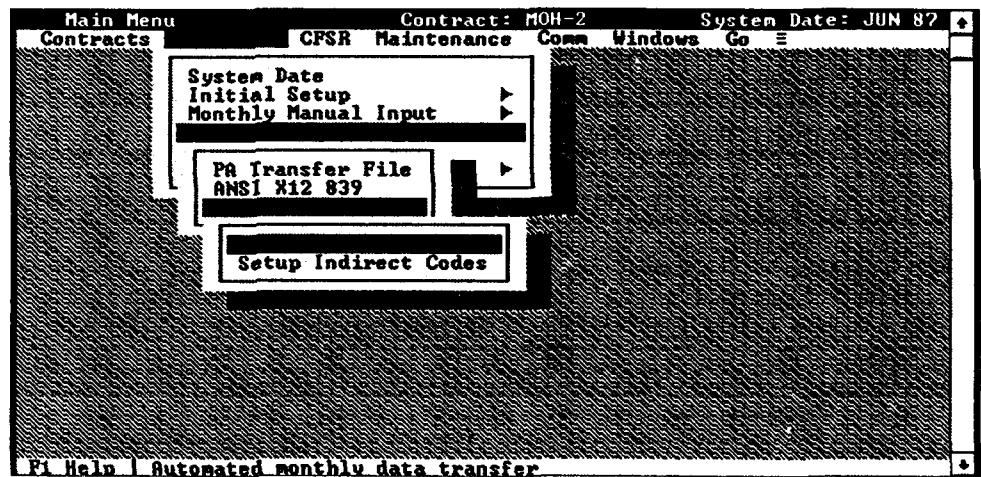 Main Menu Contract: MOH-2 System Date: JUN 87
Contracts CFSR Maintenance Comm Windows Go ≡
System Date
Initial Setup ►
Monthly Manual Input ►
PA Transfer File ►
ANSI X12 839
Setup Indirect Codes
F1 Help | Automated monthly data transfer